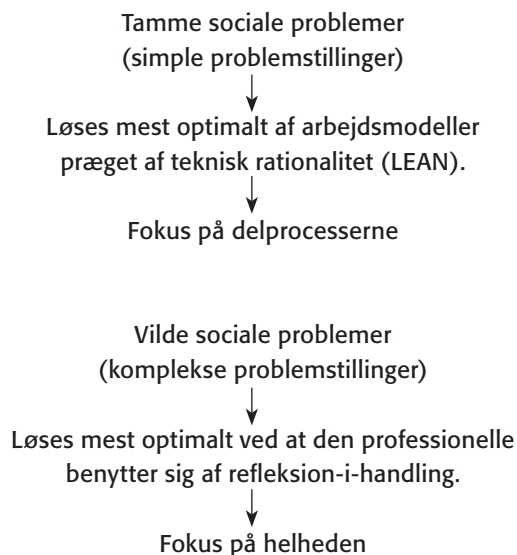 Tamme sociale problemer
(simple problemstillinger)
Løses mest optimalt af arbejdsmodeller
præget af teknisk rationalitet (LEAN).
Fokus på delprocesserne
Vilde sociale problemer
(komplekse problemstillinger)
Løses mest optimalt ved at den professionelle
benytter sig af refleksion-i-handling.
Fokus på helheden